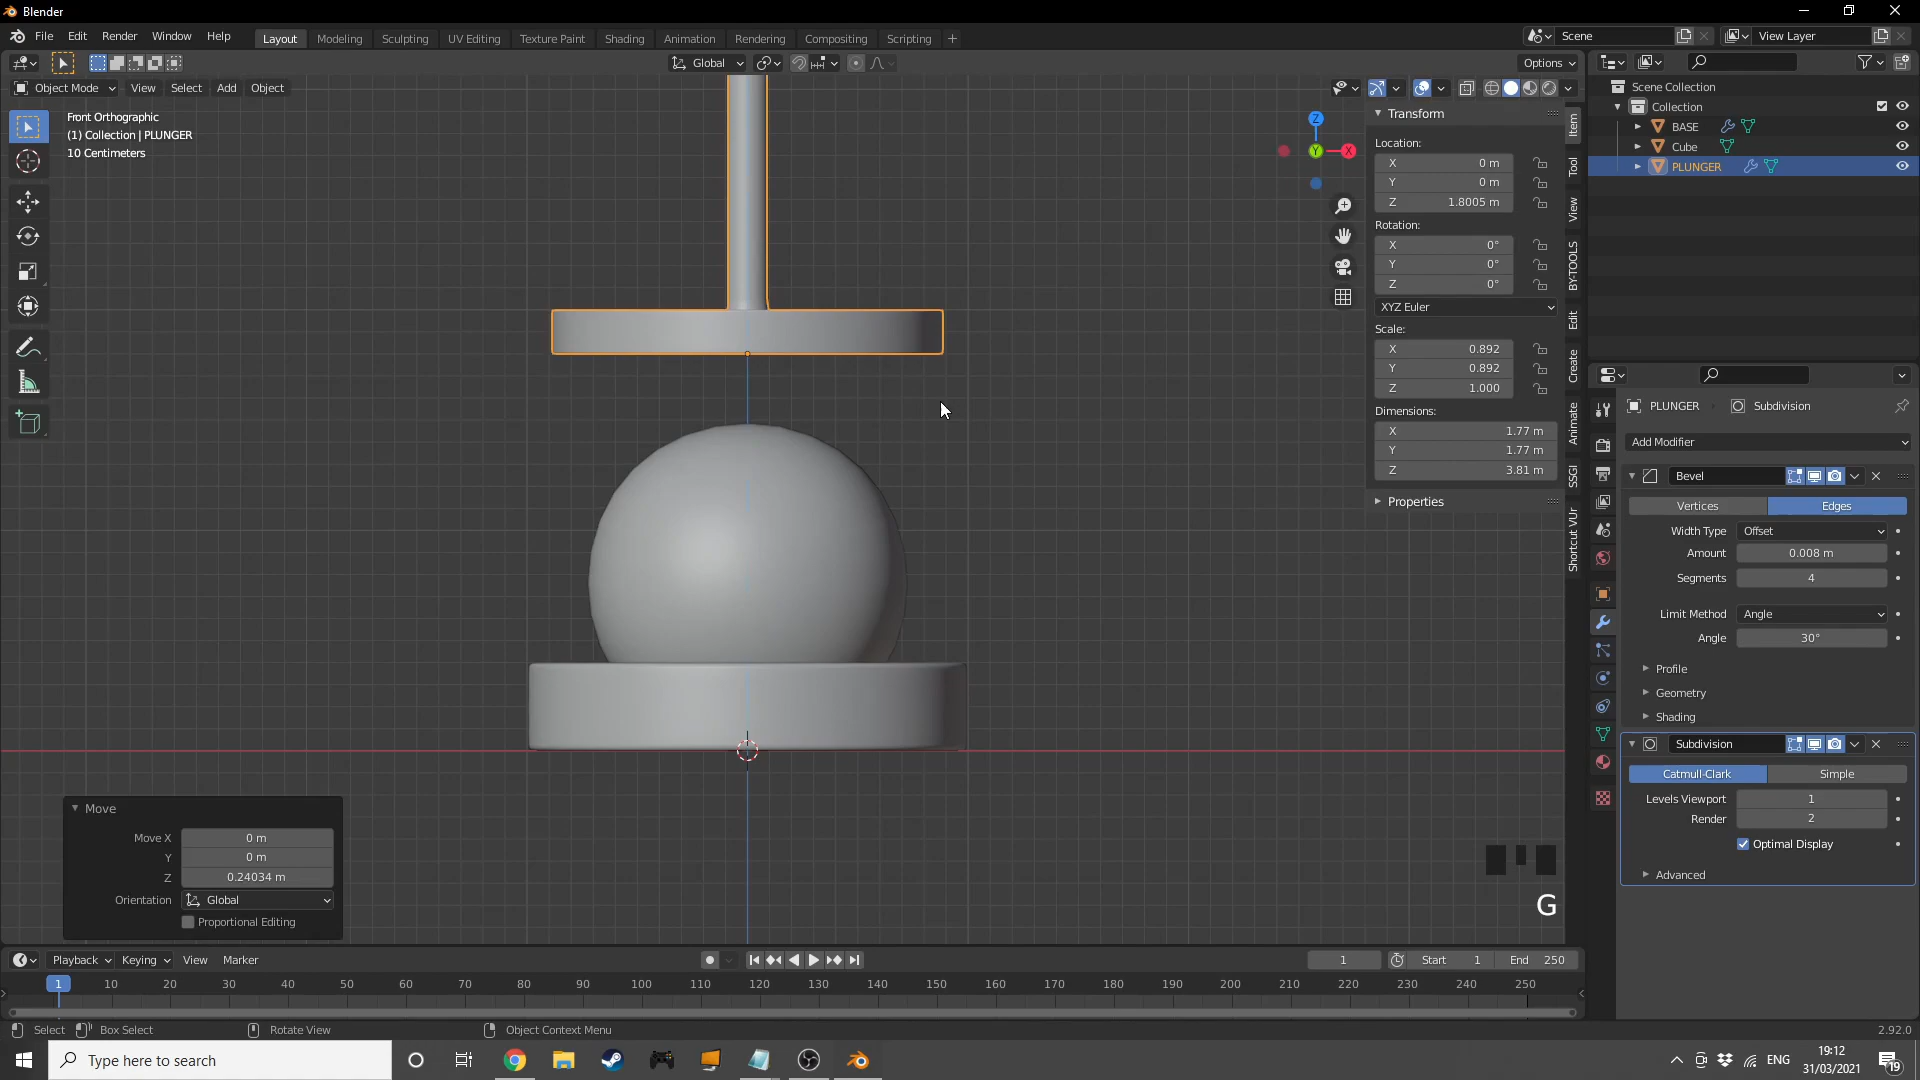 Blender
File Edit Render Window Help
Layout Modeling Sculpting UV Editing Texture Paint Shading Animation Rendering Compositing Scripting +
Scene View Layer
Global Options
Object Mode View Select Add Object
Front Orthographic
(1) Collection | PLUNGER
10 Centimeters
Z
Y
X
Transform
Location:
X 0 m
Y 0 m
Z 1.8005 m
Rotation:
X 0°
Y 0°
Z 0°
XYZ Euler
Scale:
X 0.892
Y 0.892
Z 1.000
Dimensions:
X 1.77 m
Y 1.77 m
Z 3.81 m
Properties
Item
Tool
View
BY-TOOLS
Edit
Create
Animate
SSGI
Shortcut VUr
Scene Collection
Collection
BASE
Cube
PLUNGER
PLUNGER Subdivision
Add Modifier
Bevel
Vertices Edges
Width Type Offset
Amount 0.008 m
Segments 4
Limit Method Angle
Angle 30°
Profile
Geometry
Shading
Subdivision
Catmull-Clark Simple
Levels Viewport 1
Render 2
Optimal Display
Advanced
Move
Move X 0 m
Y 0 m
Z 0.24034 m
Orientation Global
Proportional Editing
G
Playback Keying View Marker
1 Start 1 End 250
1 10 20 30 40 50 60 70 80 90 100 110 120 130 140 150 160 170 180 190 200 210 220 230 240 250
Select Box Select Rotate View Object Context Menu 2.92.0
Type here to search
ENG
19:12
31/03/2021
19